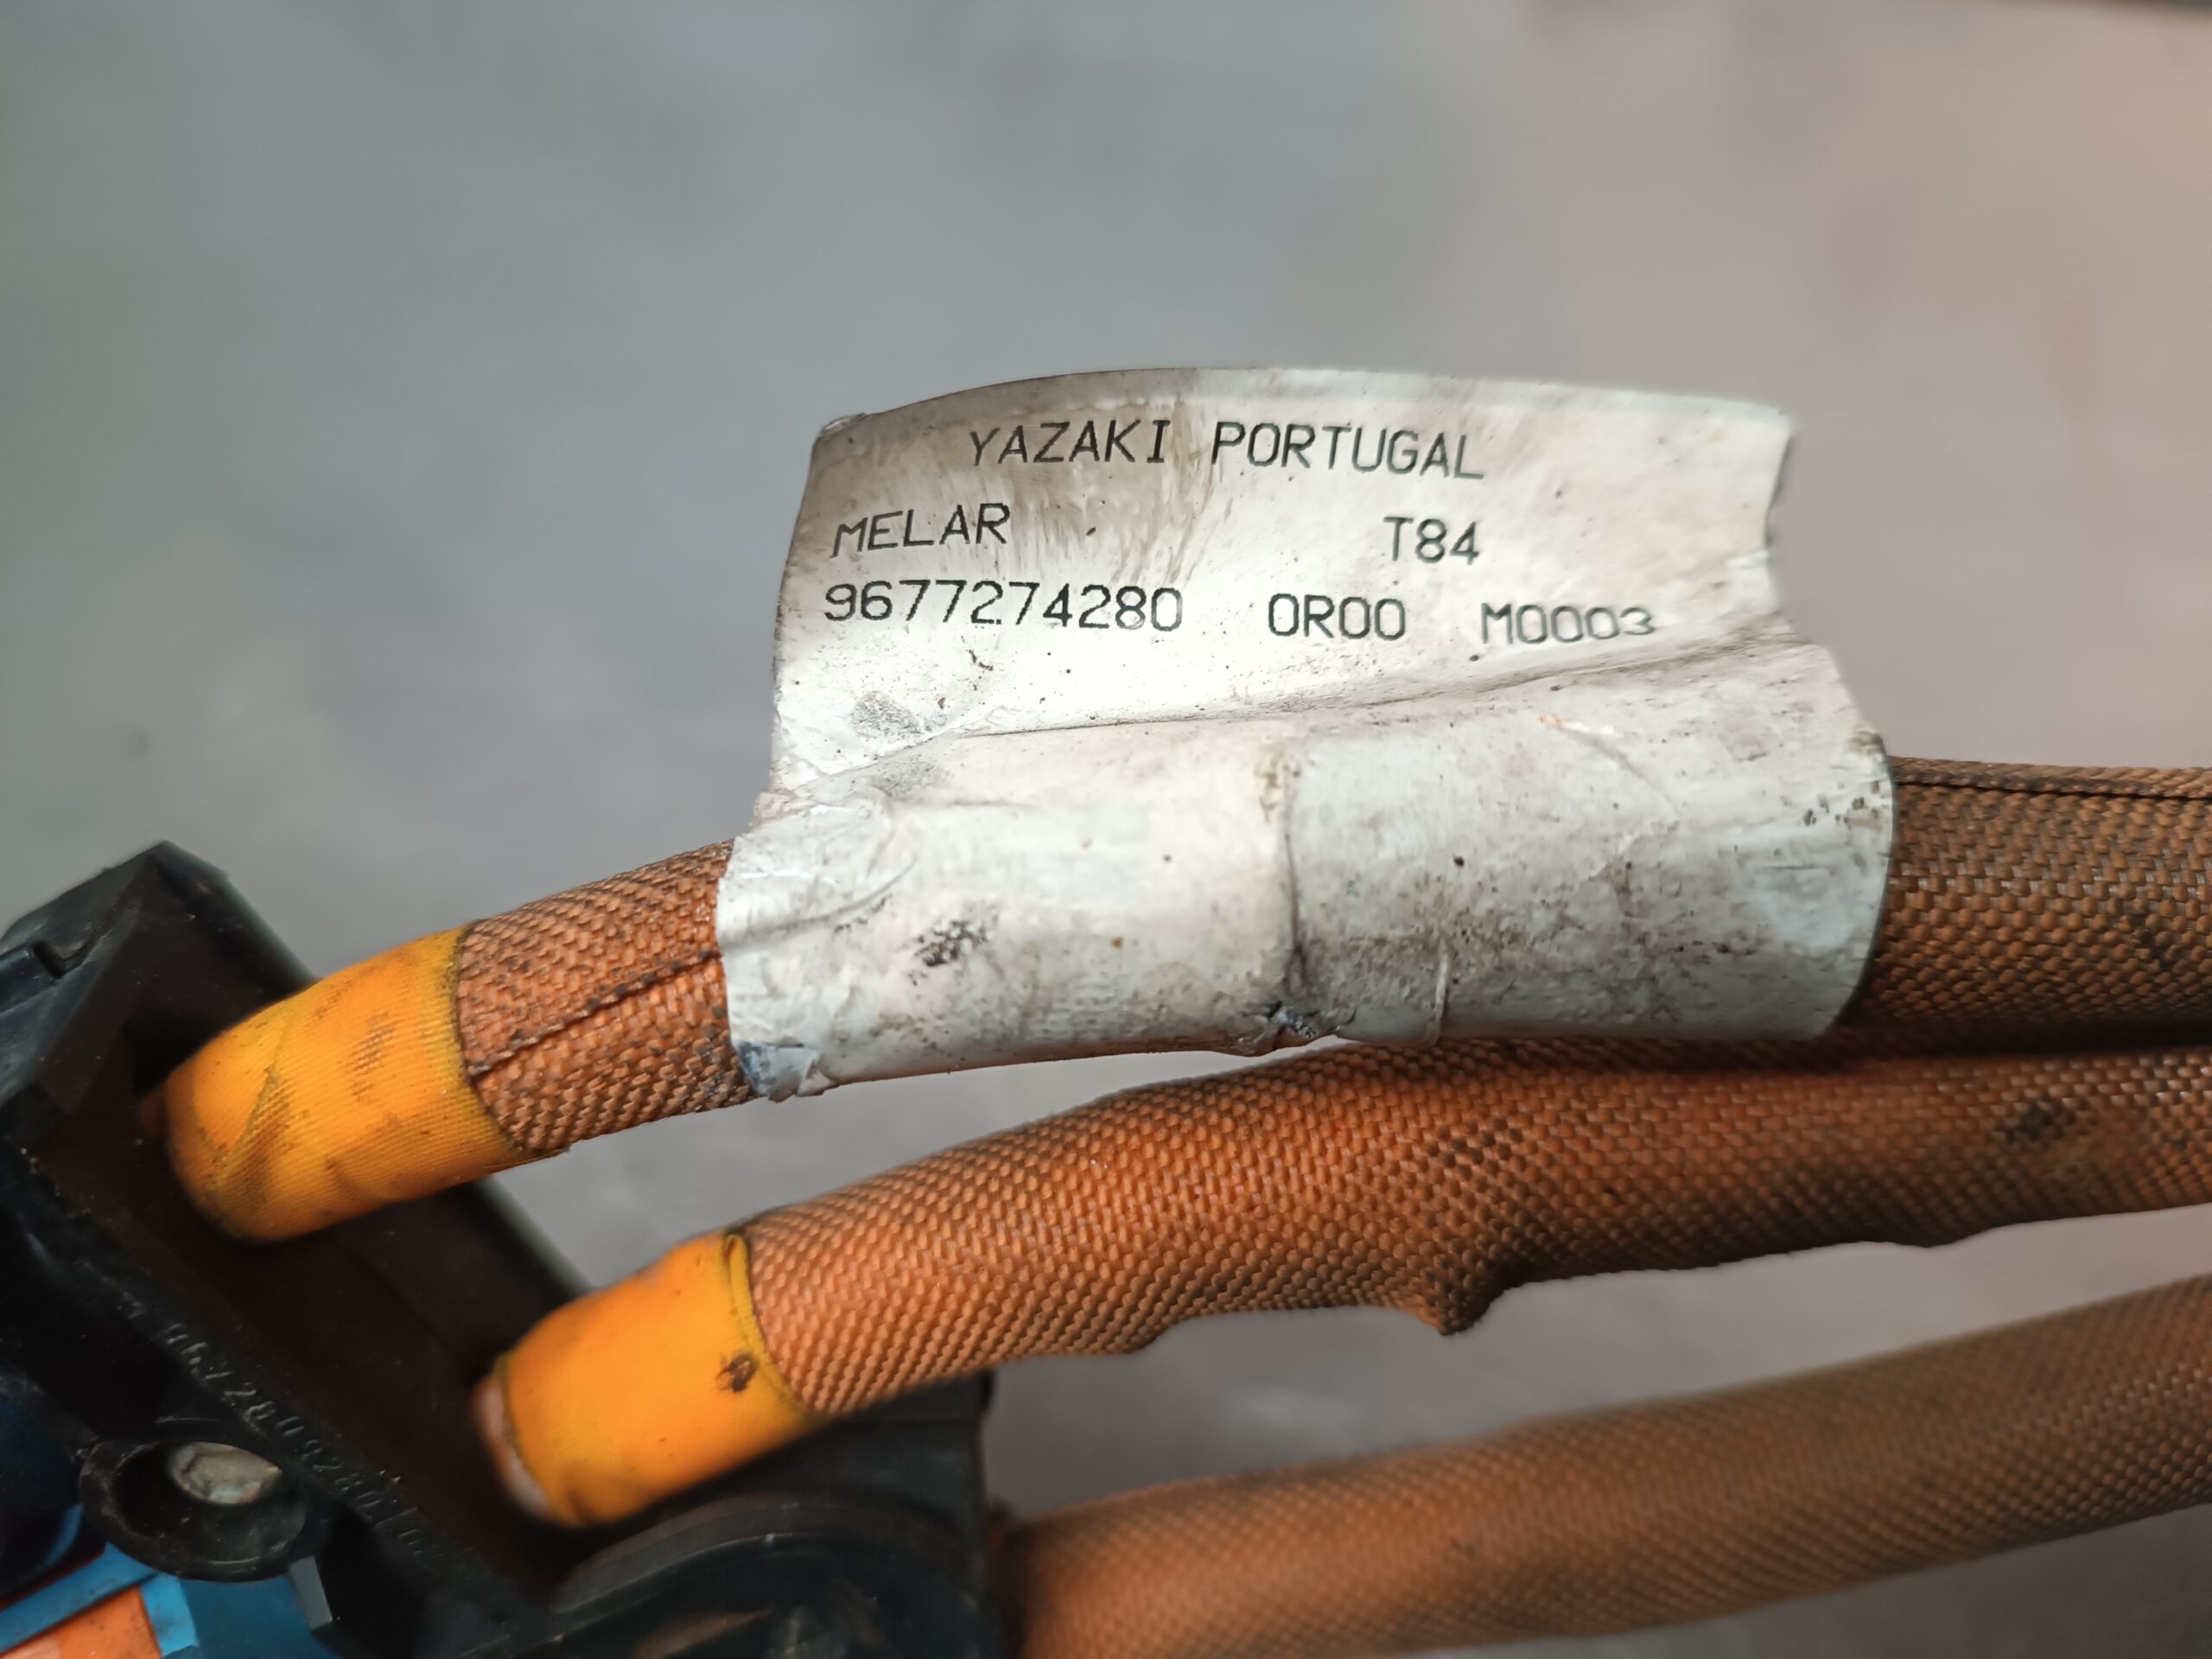 YAZAKI PORTUGAL
MELAR T84
9677274280 0R00 M0003